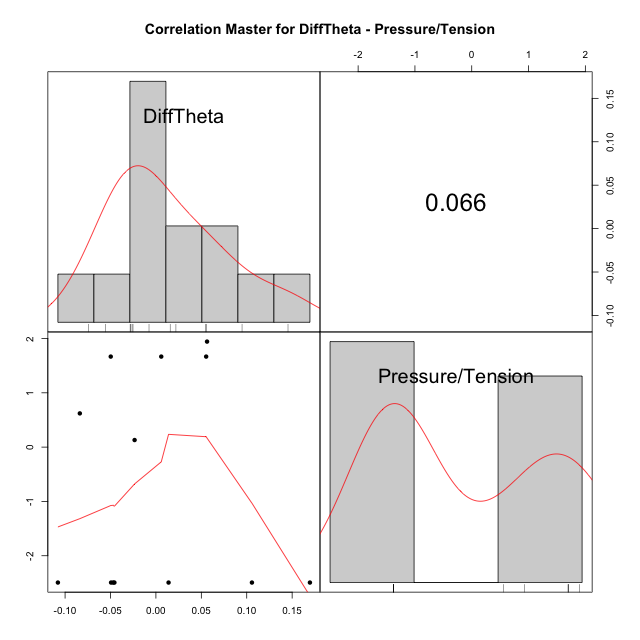 Correlation Master for DiffTheta - Pressure/Tension
-2 -1 0 1 2
DiffTheta
0.066
0.15
0.10
0.05
0.00
-0.05
-0.10
2
1
0
-1
-2
Pressure/Tension
-0.10 -0.05 0.00 0.05 0.10 0.15